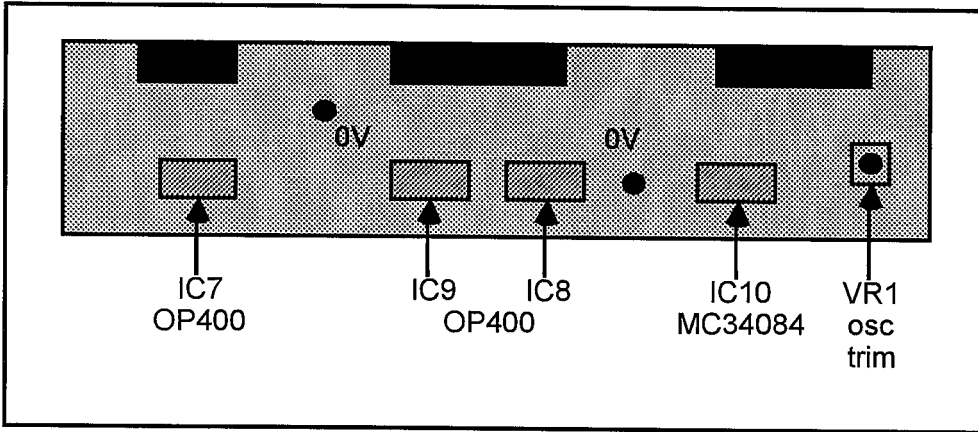 0V
0V
IC7
OP400
IC9
IC8
OP400
IC10
MC34084
VR1
osc
trim